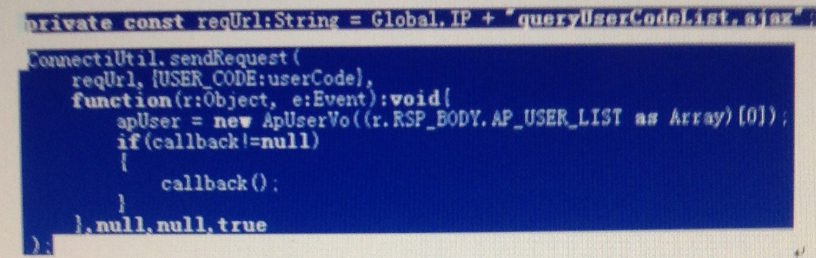 private const reqUrl:String = Global.IP + "queryUserCodeList.ajax";
ConnectiUtil.sendRequest(
reqUrl, {USER_CODE:userCode},
function(r:Object, e:Event):void{
apUser = new ApUserVo((r.RSP_BODY.AP_USER_LIST as Array)[0]);
if(callback!=null)
{
callback();
}
},null,null,true
);